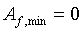 A_{f,min} = 0